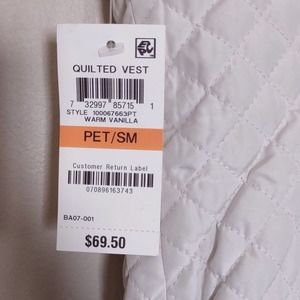 QUILTED VEST
7 32997 85715 1
STYLE 100067663PT
WARM VANILLA
PET/SM
Customer Return Label
070896163743
BA07-001
$69.50